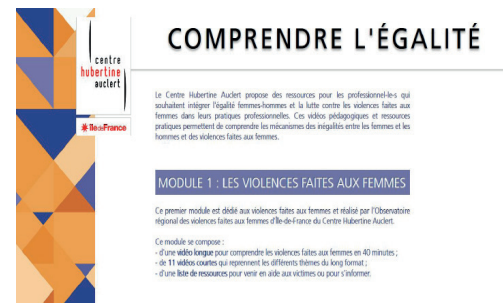 COMPRENDRE L'ÉGALITÉ
centre
hubertine
auclert
île de France
Le Centre Hubertine Auclert propose des ressources pour les professionnel-le-s qui
souhaitent intégrer l'égalité femmes-hommes et la lutte contre les violences faites aux
femmes dans leurs pratiques professionnelles. Ces vidéos pédagogiques et ressources
pratiques permettent de comprendre les mécanismes des inégalités entre les femmes et les
hommes et des violences faites aux femmes.
MODULE 1 : LES VIOLENCES FAITES AUX FEMMES
Ce premier module est dédié aux violences faites aux femmes et réalisé par l'Observatoire
régional des violences faites aux femmes d'Île-de-France du Centre Hubertine Auclert.
Ce module se compose :
- d'une vidéo longue pour comprendre les violences faites aux femmes en 40 minutes ;
- de 11 vidéos courtes qui reprennent les différents thèmes du long format ;
- d'une liste de ressources pour venir en aide aux victimes ou pour s'informer.